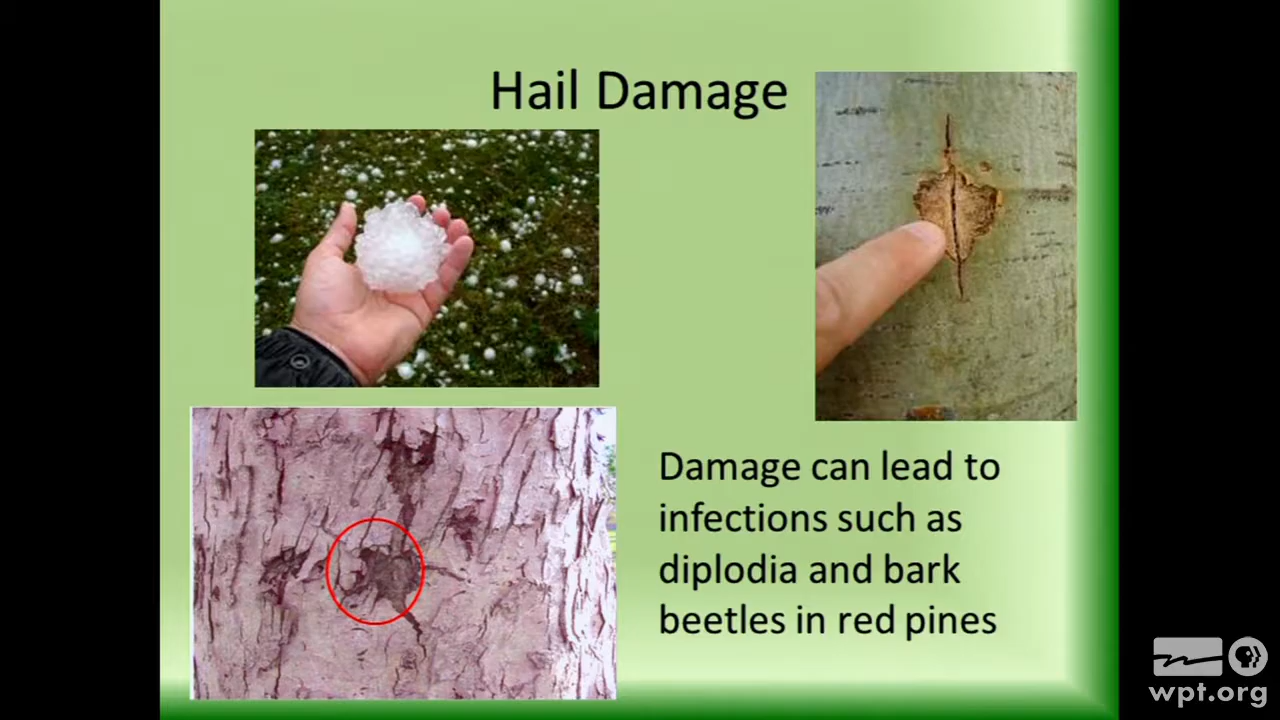 Hail Damage
Damage can lead to
infections such as
diplodia and bark
beetles in red pines
wpt.org